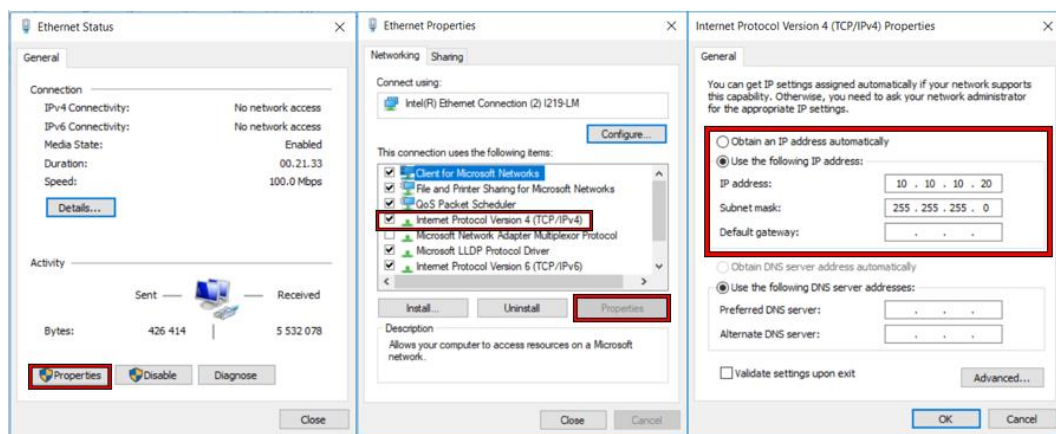 Ethernet Status
General
Connection
IPv4 Connectivity: No network access
IPv6 Connectivity: No network access
Media State: Enabled
Duration: 00.21.33
Speed: 100.0 Mbps
Details...
Activity
Sent Received
Bytes: 426 414 5 532 078
Properties Disable Diagnose
Close
Ethernet Properties
Networking Sharing
Connect using:
Intel(R) Ethernet Connection (2) I219-LM
Configure...
This connection uses the following items:
Client for Microsoft Networks
File and Printer Sharing for Microsoft Networks
QoS Packet Scheduler
Internet Protocol Version 4 (TCP/IPv4)
Microsoft Network Adapter Multiplexor Protocol
Microsoft LLDP Protocol Driver
Internet Protocol Version 6 (TCP/IPv6)
Install... Uninstall Properties
Description
Allows your computer to access resources on a Microsoft
network.
Close Cancel
Internet Protocol Version 4 (TCP/IPv4) Properties
General
You can get IP settings assigned automatically if your network supports
this capability. Otherwise, you need to ask your network administrator
for the appropriate IP settings.
Obtain an IP address automatically
Use the following IP address:
IP address: 10 . 10 . 10 . 20
Subnet mask: 255 . 255 . 255 . 0
Default gateway: . . .
Obtain DNS server address automatically
Use the following DNS server addresses:
Preferred DNS server: . . .
Alternate DNS server: . . .
Validate settings upon exit
Advanced...
OK Cancel